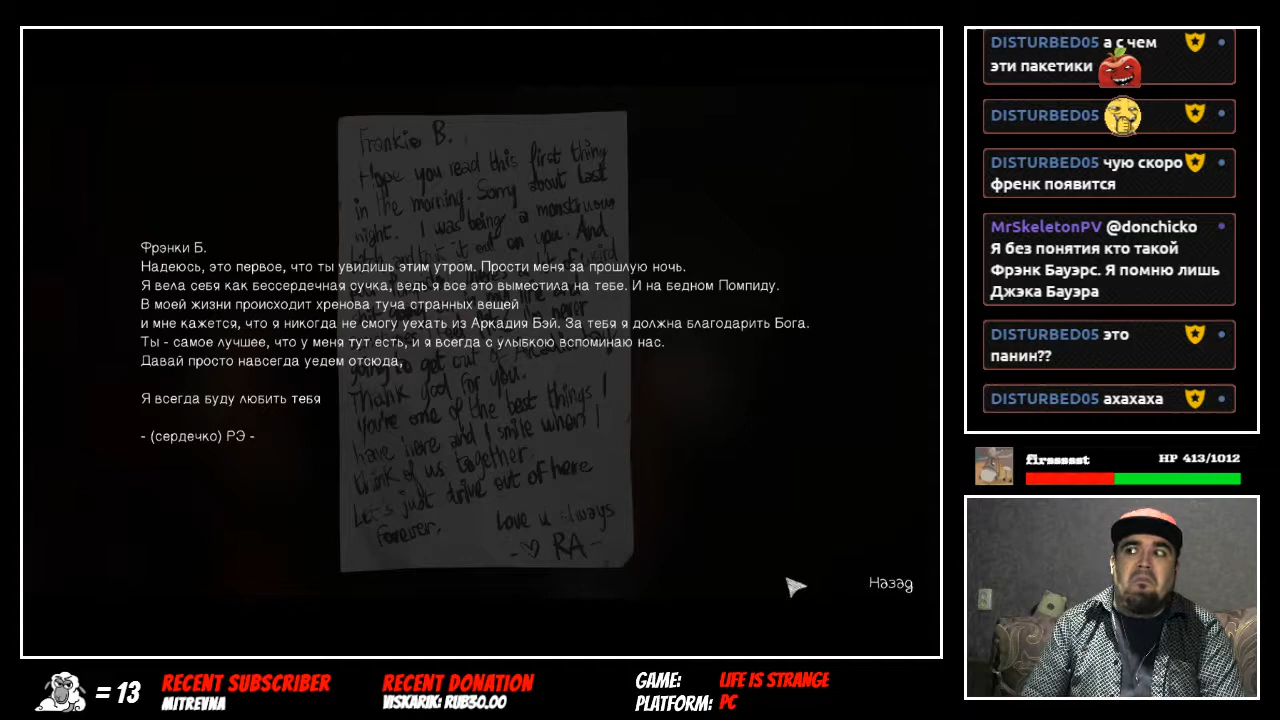 Frankie B.
Hope you read this first thing
in the morning. Sorry about last
night. I was being a monstruous
out on you. And
going to get out of
Thank god for you.
You're one of the best things I
have here and I smile when I
think of us together.
Let's just drive out of here
forever.
Love u always
-♡ RA-
Фрэнки Б.
Надеюсь, это первое, что ты увидишь этим утром. Прости меня за прошлую ночь.
Я вела себя как бессердечная сучка, ведь я все это выместила на тебе. И на бедном Помпиду.
В моей жизни происходит хренова туча странных вещей
и мне кажется, что я никогда не смогу уехать из Аркадия Бэй. За тебя я должна благодарить Бога.
Ты - самое лучшее, что у меня тут есть, и я всегда с улыбкою вспоминаю нас.
Давай просто навсегда уедем отсюда,
Я всегда буду любить тебя
- (сердечко) РЭ -
Назад
DISTURBED05 а с чем
эти пакетики
DISTURBED05
DISTURBED05 чую скоро
френк появится
MrSkeletonPV @donchicko
Я без понятия кто такой
Фрэнк Бауэрс. Я помню лишь
Джэка Бауэра
DISTURBED05 это
панин??
DISTURBED05 ахахаха
HP 413/1012
= 13
RECENT SUBSCRIBER
MITREVNA
RECENT DONATION
VISKARIK: RUB30.00
GAME: LIFE IS STRANGE
PLATFORM: PC